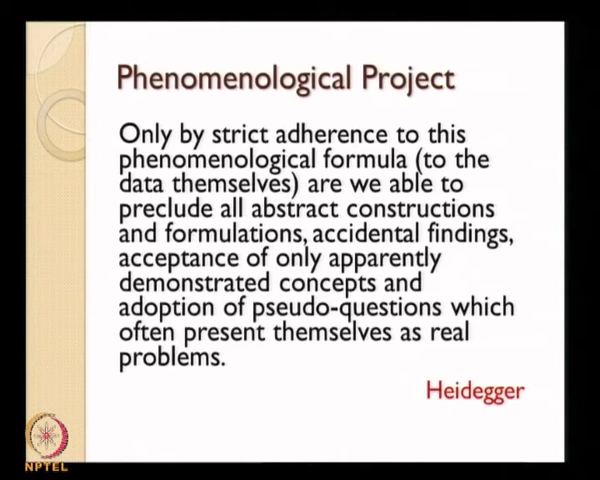 Phenomenological Project
Only by strict adherence to this
phenomenological formula (to the
data themselves) are we able to
preclude all abstract constructions
and formulations, accidental findings,
acceptance of only apparently
demonstrated concepts and
adoption of pseudo-questions which
often present themselves as real
problems.
Heidegger
NPTEL